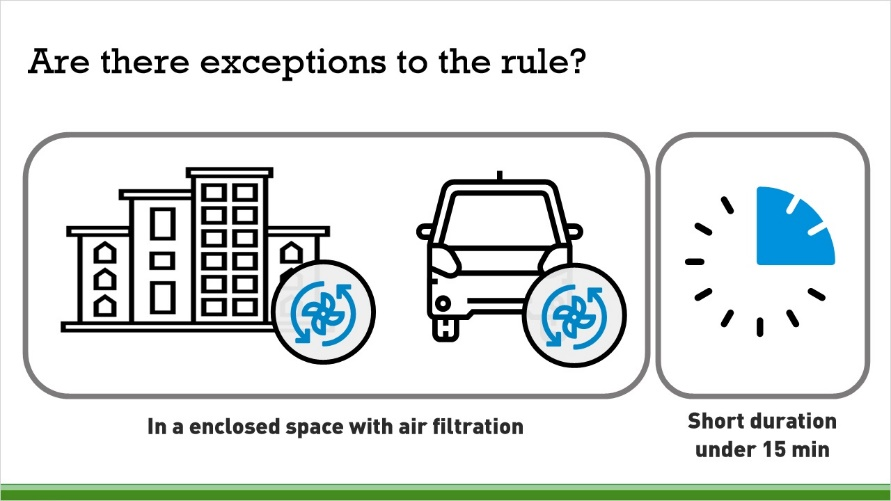 Are there exceptions to the rule?
In a enclosed space with air filtration
Short duration
under 15 min